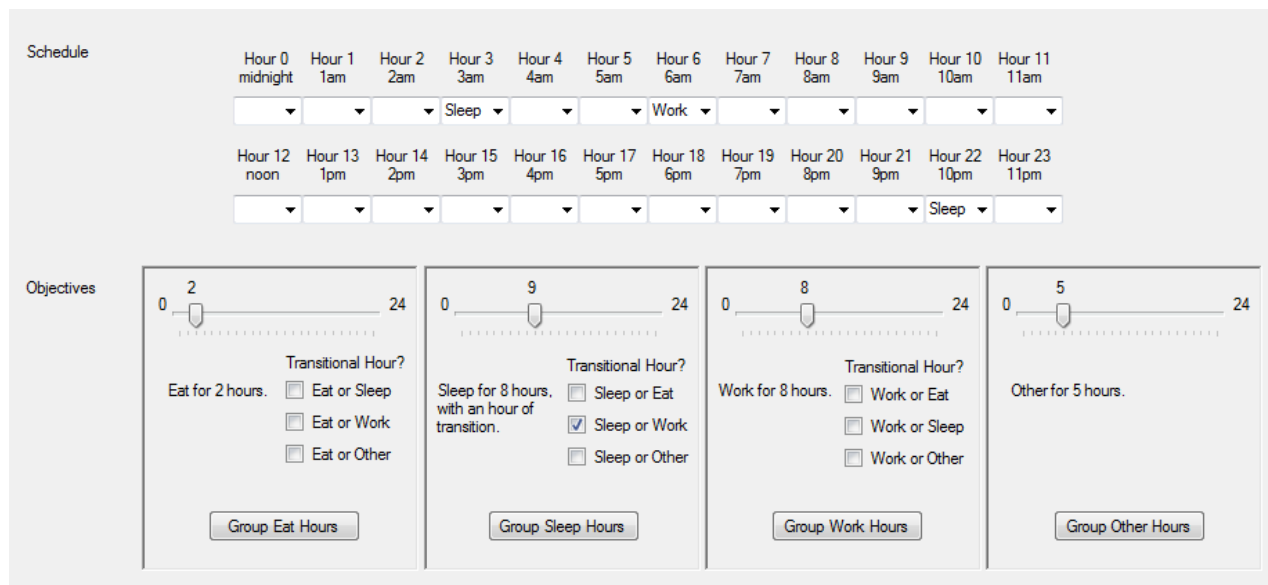 Schedule
Hour 0 Hour 1 Hour 2 Hour 3 Hour 4 Hour 5 Hour 6 Hour 7 Hour 8 Hour 9 Hour 10 Hour 11
midnight 1am 2am 3am 4am 5am 6am 7am 8am 9am 10am 11am
Sleep Work
Hour 12 Hour 13 Hour 14 Hour 15 Hour 16 Hour 17 Hour 18 Hour 19 Hour 20 Hour 21 Hour 22 Hour 23
noon 1pm 2pm 3pm 4pm 5pm 6pm 7pm 8pm 9pm 10pm 11pm
Sleep
Objectives
2
0 24
Transitional Hour?
Eat for 2 hours.
Eat or Sleep
Eat or Work
Eat or Other
Group Eat Hours
9
0 24
Transitional Hour?
Sleep for 8 hours,
with an hour of
transition.
Sleep or Eat
Sleep or Work
Sleep or Other
Group Sleep Hours
8
0 24
Transitional Hour?
Work for 8 hours.
Work or Eat
Work or Sleep
Work or Other
Group Work Hours
5
0 24
Other for 5 hours.
Group Other Hours